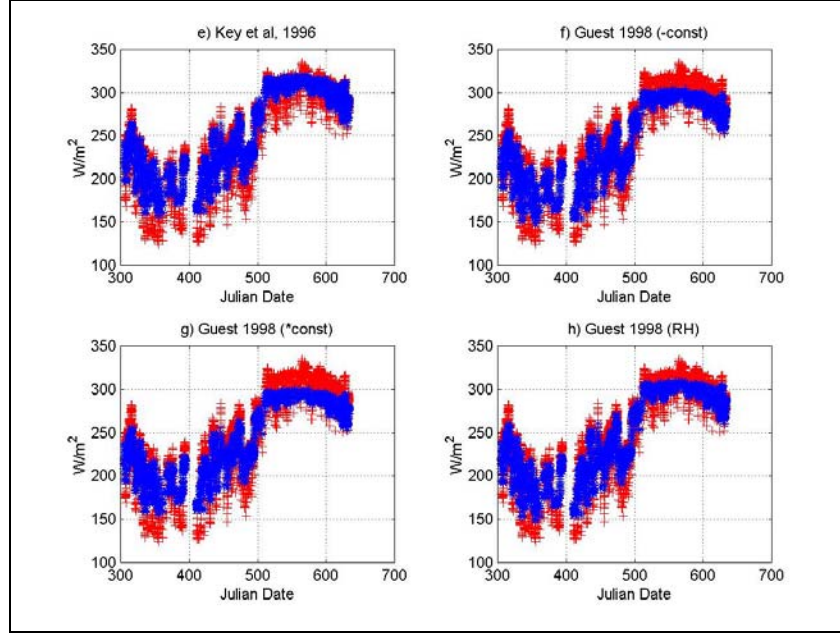 e) Key et al, 1996
f) Guest 1998 (-const)
350
300
250
200
150
100
W/m²
300 400 500 600 700
Julian Date
350
300
250
200
150
100
W/m²
300 400 500 600 700
Julian Date
g) Guest 1998 (*const)
h) Guest 1998 (RH)
350
300
250
200
150
100
W/m²
300 400 500 600 700
Julian Date
350
300
250
200
150
100
W/m²
300 400 500 600 700
Julian Date